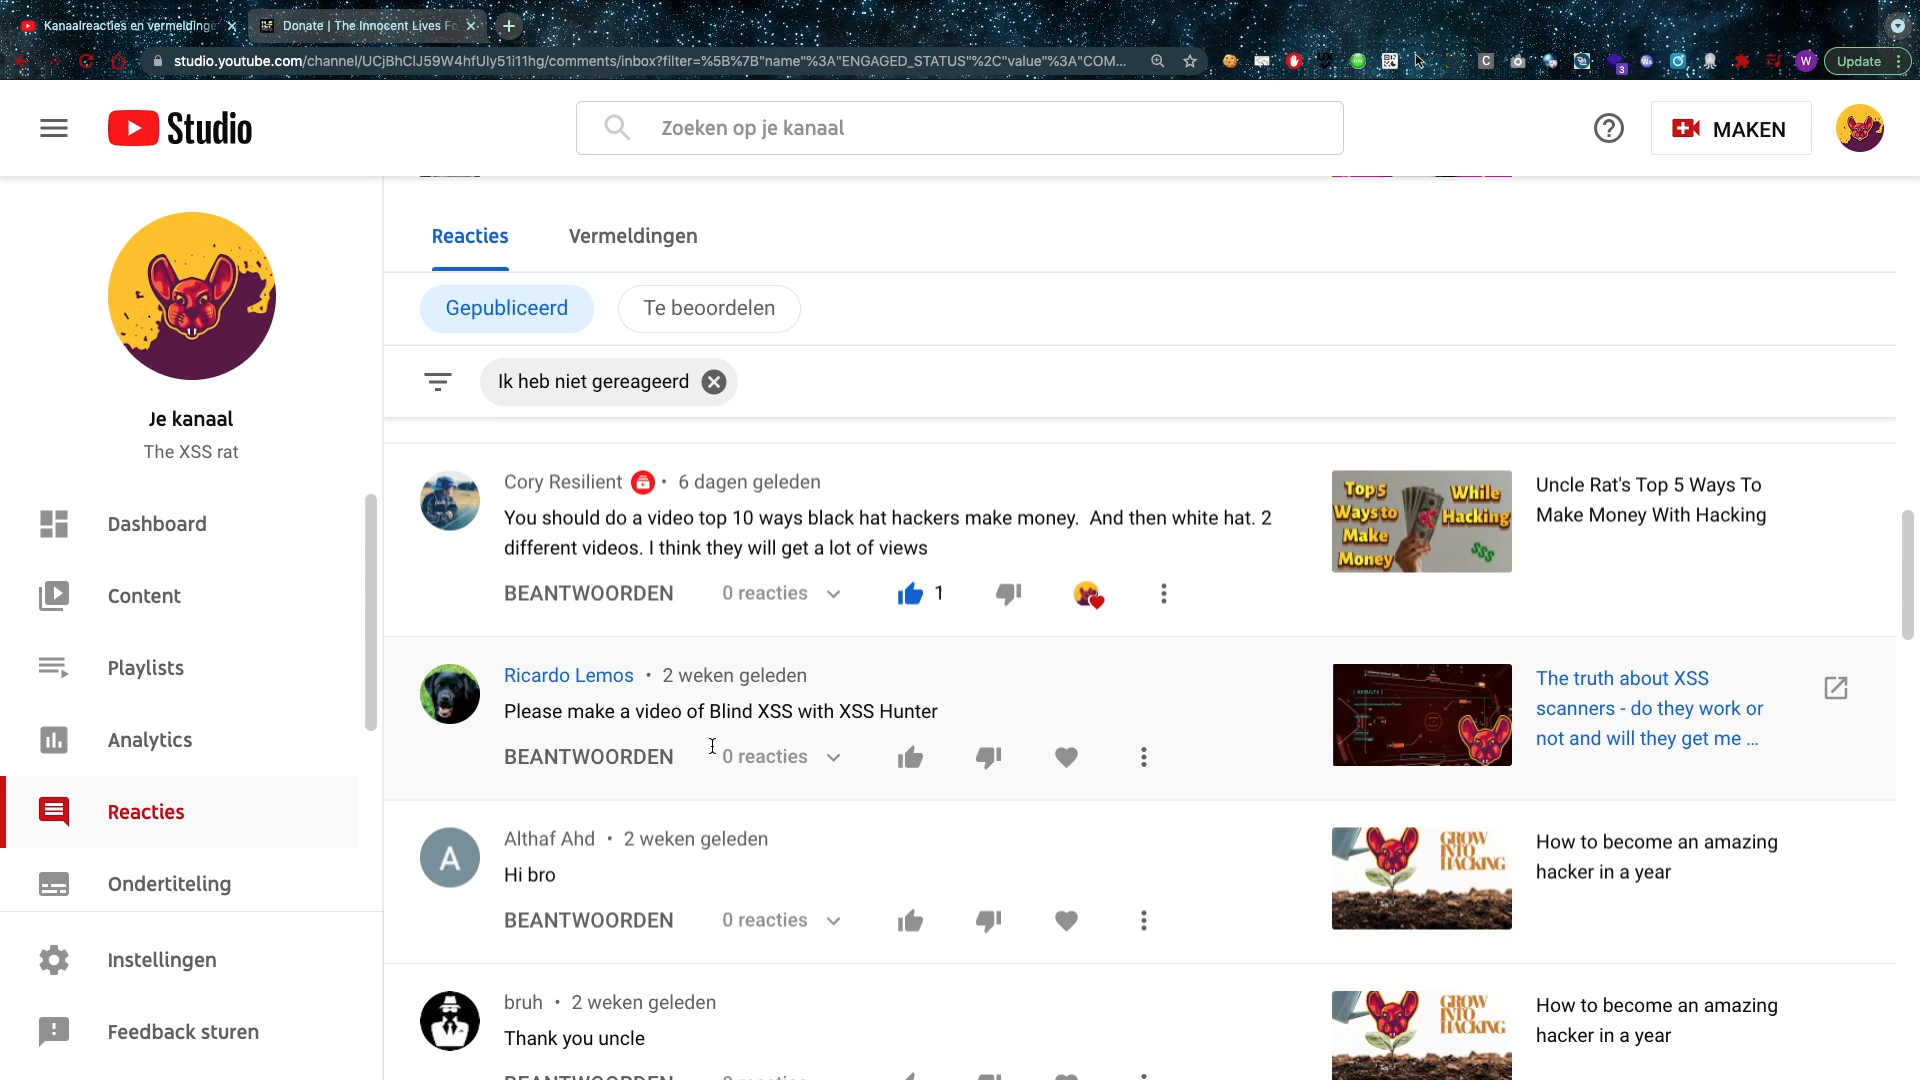 Kanaalreacties en vermeldinge
Donate | The Innocent Lives Fo
studio.youtube.com/channel/UCjBhClJ59W4hfUly51i11hg/comments/inbox?filter=%5B%7B"name"%3A"ENGAGED_STATUS"%2C"value"%3A"COM...
C
3
W
Update
Studio
Zoeken op je kanaal
MAKEN
Je kanaal
The XSS rat
Dashboard
Content
Playlists
Analytics
Reacties
Ondertiteling
Instellingen
Feedback sturen
Reacties
Vermeldingen
Gepubliceerd
Te beoordelen
Ik heb niet gereageerd
Cory Resilient • 6 dagen geleden
You should do a video top 10 ways black hat hackers make money. And then white hat. 2
different videos. I think they will get a lot of views
BEANTWOORDEN 0 reacties 1
Top 5 Ways to Make Money While Hacking $$$
Uncle Rat's Top 5 Ways To
Make Money With Hacking
Ricardo Lemos • 2 weken geleden
Please make a video of Blind XSS with XSS Hunter
BEANTWOORDEN 0 reacties
The truth about XSS
scanners - do they work or
not and will they get me ...
A
Althaf Ahd • 2 weken geleden
Hi bro
BEANTWOORDEN 0 reacties
GROW
INTO
HACKING
How to become an amazing
hacker in a year
bruh • 2 weken geleden
Thank you uncle
BEANTWOORDEN 0 reacties
GROW
INTO
HACKING
How to become an amazing
hacker in a year